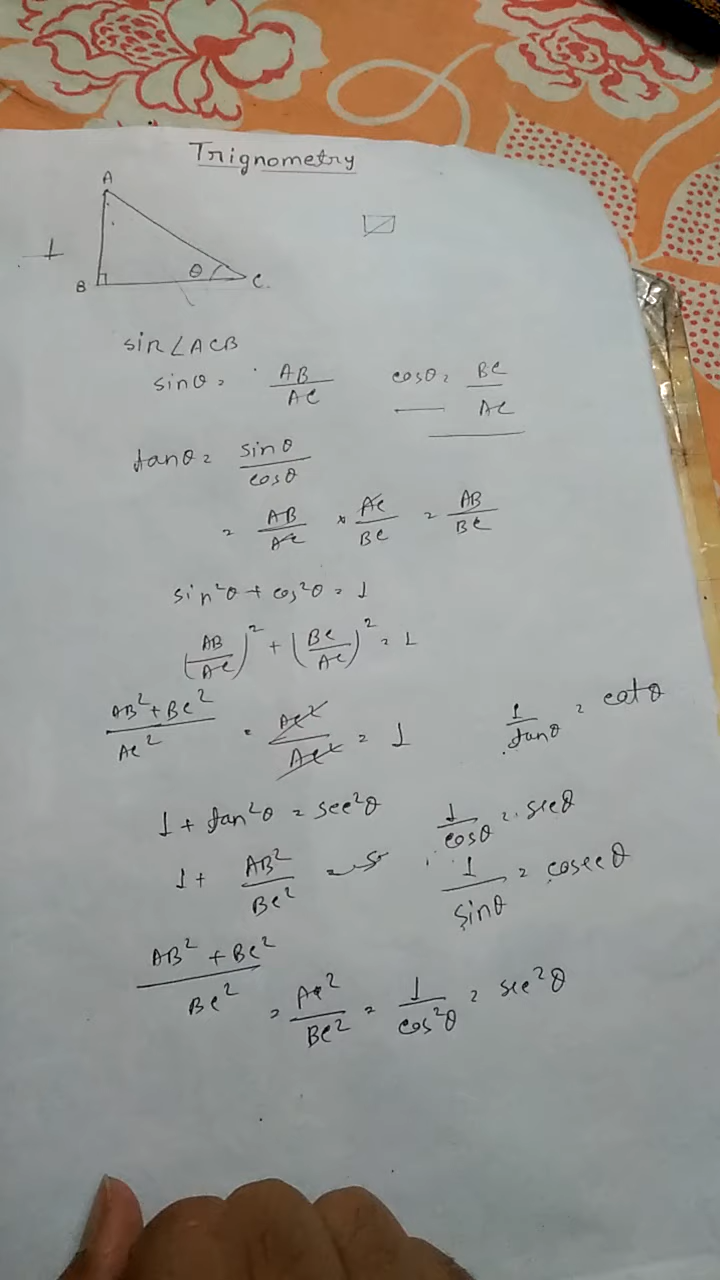 Trignometry
A
⊥
B
θ
C
sin∠ACB
sinθ = AB/AC cosθ = BC/AC
tanθ = sinθ/cosθ
= AB/AC × AC/BC = AB/BC
sin²θ + cos²θ = 1
(AB/AC)² + (BC/AC)² = 1
AB² + BC²/AC² = AC²/AC² = 1
1/tanθ = cotθ
1 + tan²θ = sec²θ
1/cosθ = secθ
1 + AB²/BC² =
1/sinθ = cosecθ
AB² + BC²/BC² = AC²/BC² = 1/cos²θ = sec²θ